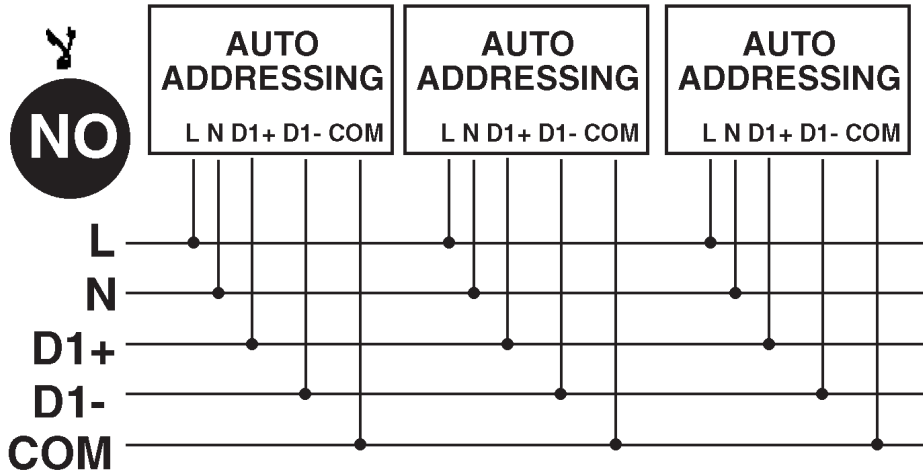 AUTO
ADDRESSING
L N D1+ D1- COM
AUTO
ADDRESSING
L N D1+ D1- COM
AUTO
ADDRESSING
L N D1+ D1- COM
NO
L
N
D1+
D1-
COM